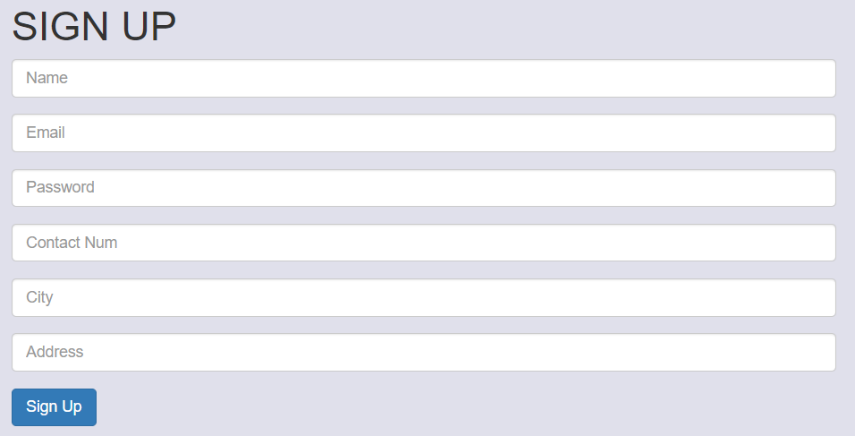 SIGN UP
Name
Email
Password
Contact Num
City
Address
Sign Up